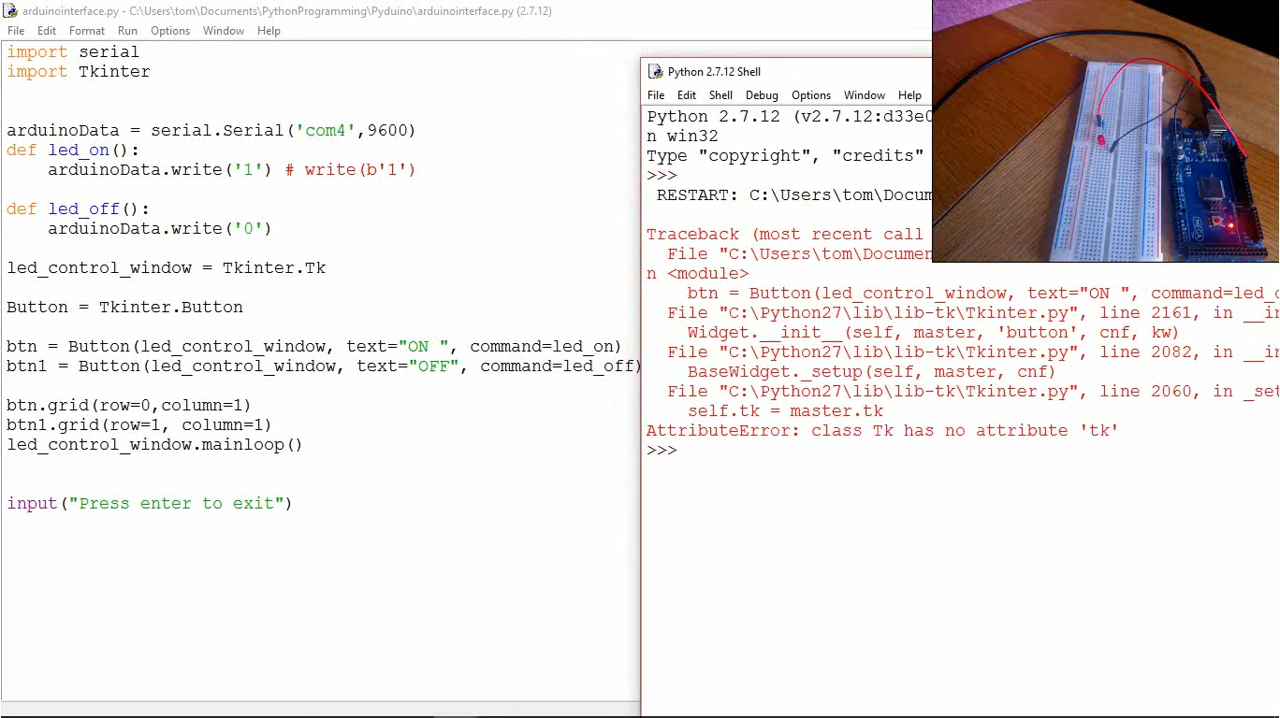 arduinointerface.py - C:\Users\tom\Documents\PythonProgramming\Pyduino\arduinointerface.py (2.7.12)
File Edit Format Run Options Window Help
import serial
import Tkinter
arduinoData = serial.Serial('com4',9600)
def led_on():
arduinoData.write('1') # write(b'1')
def led_off():
arduinoData.write('0')
led_control_window = Tkinter.Tk
Button = Tkinter.Button
btn = Button(led_control_window, text="ON ", command=led_on)
btn1 = Button(led_control_window, text="OFF", command=led_off)
btn.grid(row=0,column=1)
btn1.grid(row=1, column=1)
led_control_window.mainloop()
input("Press enter to exit")
Python 2.7.12 Shell
File Edit Shell Debug Options Window Help
Python 2.7.12 (v2.7.12:d33e0
n win32
Type "copyright", "credits"
>>>
RESTART: C:\Users\tom\Docum
Traceback (most recent call
File "C:\Users\tom\Documen
n <module>
btn = Button(led_control_window, text="ON ", command=led_c
File "C:\Python27\lib\lib-tk\Tkinter.py", line 2161, in __in
Widget.__init__(self, master, 'button', cnf, kw)
File "C:\Python27\lib\lib-tk\Tkinter.py", line 2082, in __in
BaseWidget._setup(self, master, cnf)
File "C:\Python27\lib\lib-tk\Tkinter.py", line 2060, in _set
self.tk = master.tk
AttributeError: class Tk has no attribute 'tk'
>>>
MEGA